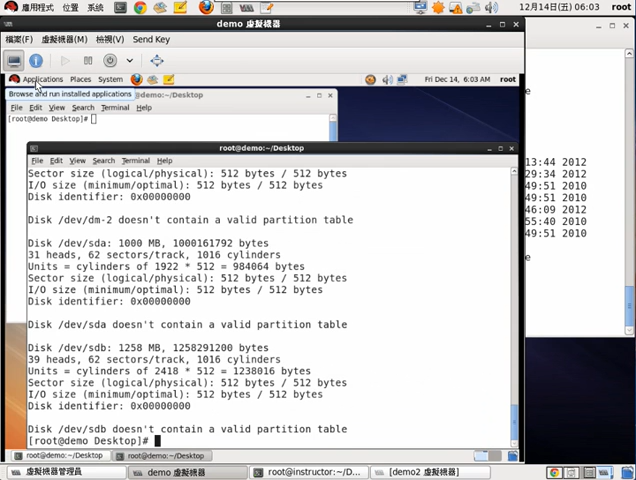 應用程式 位置 系統 12月14日(五) 06:03 root
demo 虛擬機器
檔案(F) 虛擬機器(M) 檢視(V) Send Key
Applications Places System Fri Dec 14, 6:03 AM root
Browse and run installed applications
@demo:~/Desktop
File Edit View Search Terminal Help
[root@demo Desktop]#
root@demo:~/Desktop
File Edit View Search Terminal Help
Sector size (logical/physical): 512 bytes / 512 bytes
I/O size (minimum/optimal): 512 bytes / 512 bytes
Disk identifier: 0x00000000
Disk /dev/dm-2 doesn't contain a valid partition table
Disk /dev/sda: 1000 MB, 1000161792 bytes
31 heads, 62 sectors/track, 1016 cylinders
Units = cylinders of 1922 * 512 = 984064 bytes
Sector size (logical/physical): 512 bytes / 512 bytes
I/O size (minimum/optimal): 512 bytes / 512 bytes
Disk identifier: 0x00000000
Disk /dev/sda doesn't contain a valid partition table
Disk /dev/sdb: 1258 MB, 1258291200 bytes
39 heads, 62 sectors/track, 1016 cylinders
Units = cylinders of 2418 * 512 = 1238016 bytes
Sector size (logical/physical): 512 bytes / 512 bytes
I/O size (minimum/optimal): 512 bytes / 512 bytes
Disk identifier: 0x00000000
Disk /dev/sdb doesn't contain a valid partition table
[root@demo Desktop]#
e
13:44 2012
29:34 2012
49:51 2010
46:09 2012
55:40 2010
49:51 2010
e
root@demo:~/Desktop root@demo:~/Desktop
虛擬機器管理員 demo 虛擬機器 root@instructor:~/D... [demo2 虛擬機器]